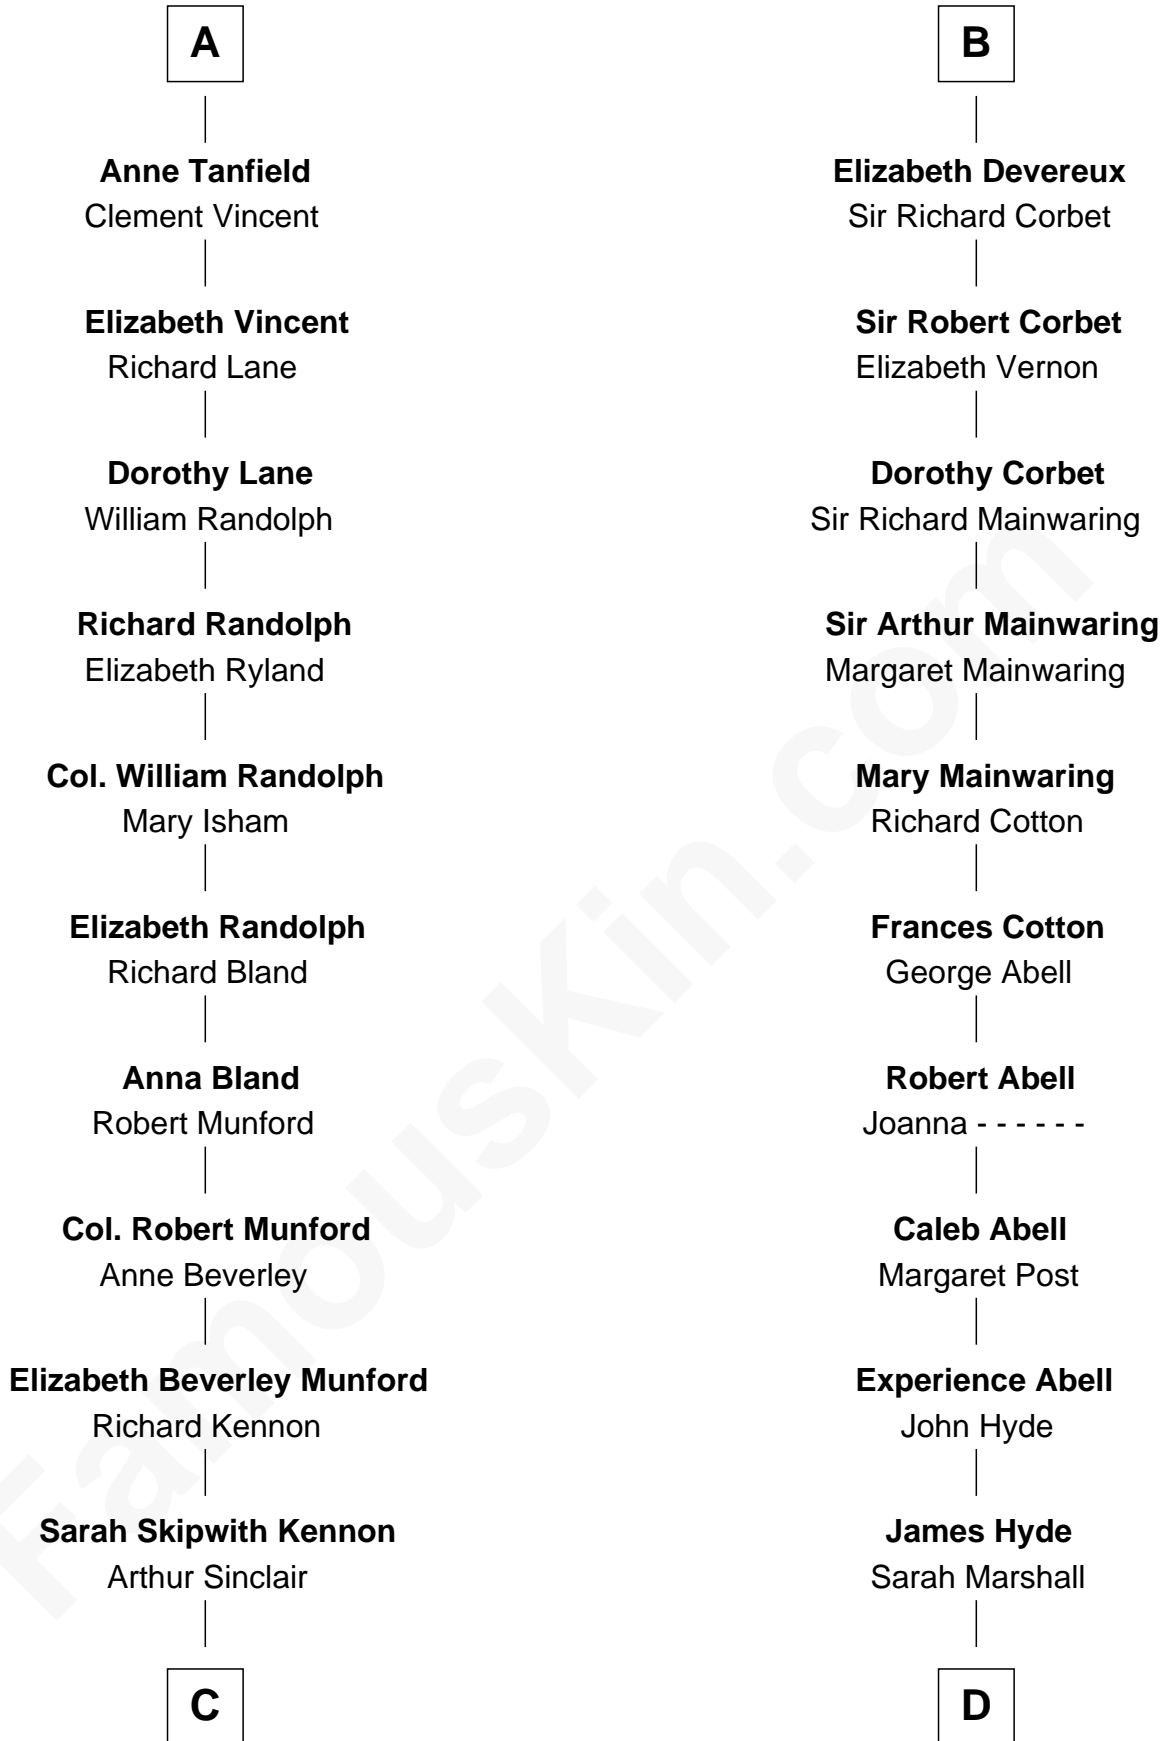 A
Anne Tanfield
Clement Vincent
Elizabeth Vincent
Richard Lane
Dorothy Lane
William Randolph
Richard Randolph
Elizabeth Ryland
Col. William Randolph
Mary Isham
Elizabeth Randolph
Richard Bland
Anna Bland
Robert Munford
Col. Robert Munford
Anne Beverley
Elizabeth Beverley Munford
Richard Kennon
Sarah Skipwith Kennon
Arthur Sinclair
C
B
Elizabeth Devereux
Sir Richard Corbet
Sir Robert Corbet
Elizabeth Vernon
Dorothy Corbet
Sir Richard Mainwaring
Sir Arthur Mainwaring
Margaret Mainwaring
Mary Mainwaring
Richard Cotton
Frances Cotton
George Abell
Robert Abell
Joanna - - - - - -
Caleb Abell
Margaret Post
Experience Abell
John Hyde
James Hyde
Sarah Marshall
D
FamousKin.com